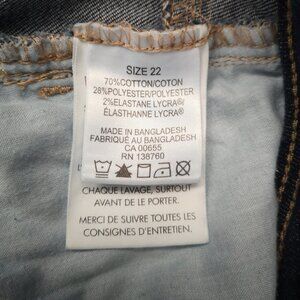 SIZE 22
70%COTTON/COTON
28%POLYESTER/POLYESTER
2%ELASTANE LYCRA®/
ÉLASTHANNE LYCRA®
MADE IN BANGLADESH
FABRIQUÉ AU BANGLADESH
CA 00655
RN 138760
CHAQUE LAVAGE, SURTOUT
AVANT DE LE PORTER.
MERCI DE SUIVRE TOUTES LES
CONSIGNES D'ENTRETIEN.